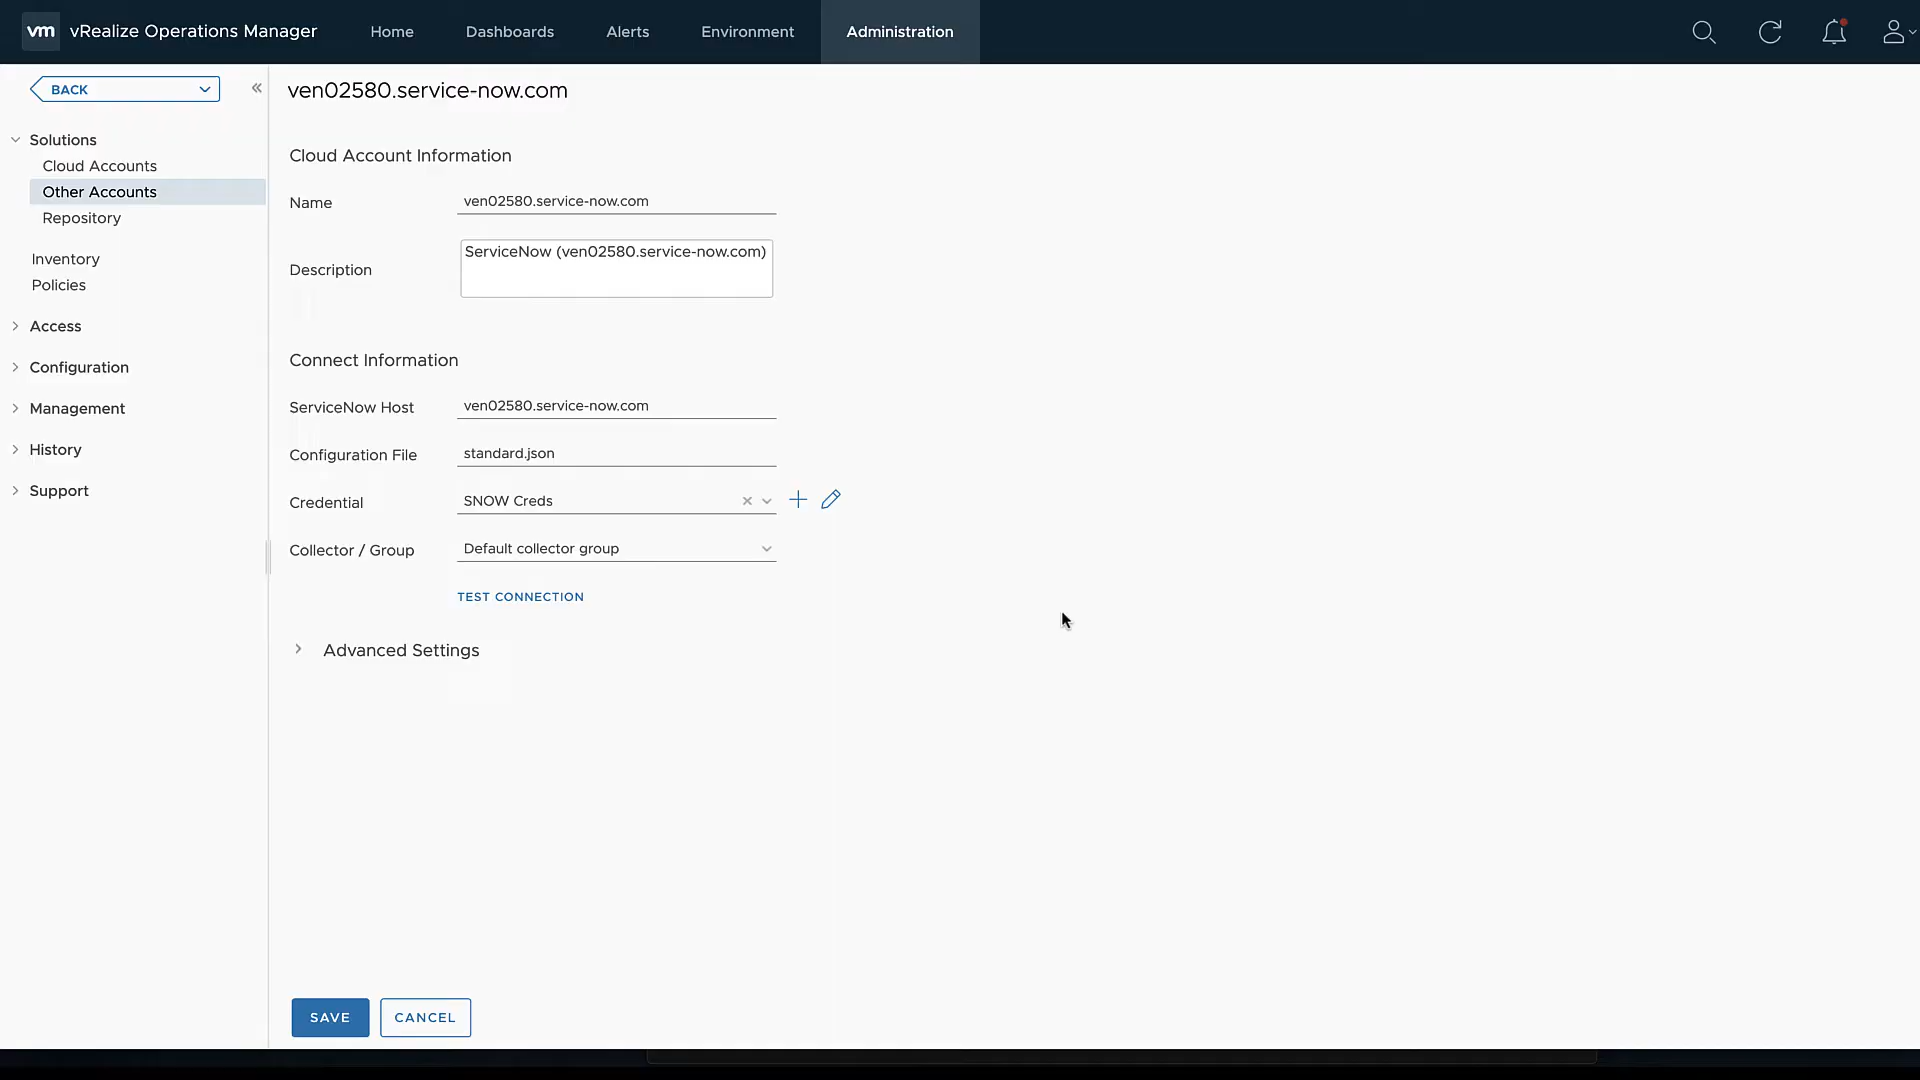 vm vRealize Operations Manager Home Dashboards Alerts Environment Administration
BACK
Solutions
Cloud Accounts
Other Accounts
Repository
Inventory
Policies
Access
Configuration
Management
History
Support
ven02580.service-now.com
Cloud Account Information
Name ven02580.service-now.com
Description ServiceNow (ven02580.service-now.com)
Connect Information
ServiceNow Host ven02580.service-now.com
Configuration File standard.json
Credential SNOW Creds
Collector / Group Default collector group
TEST CONNECTION
Advanced Settings
SAVE CANCEL